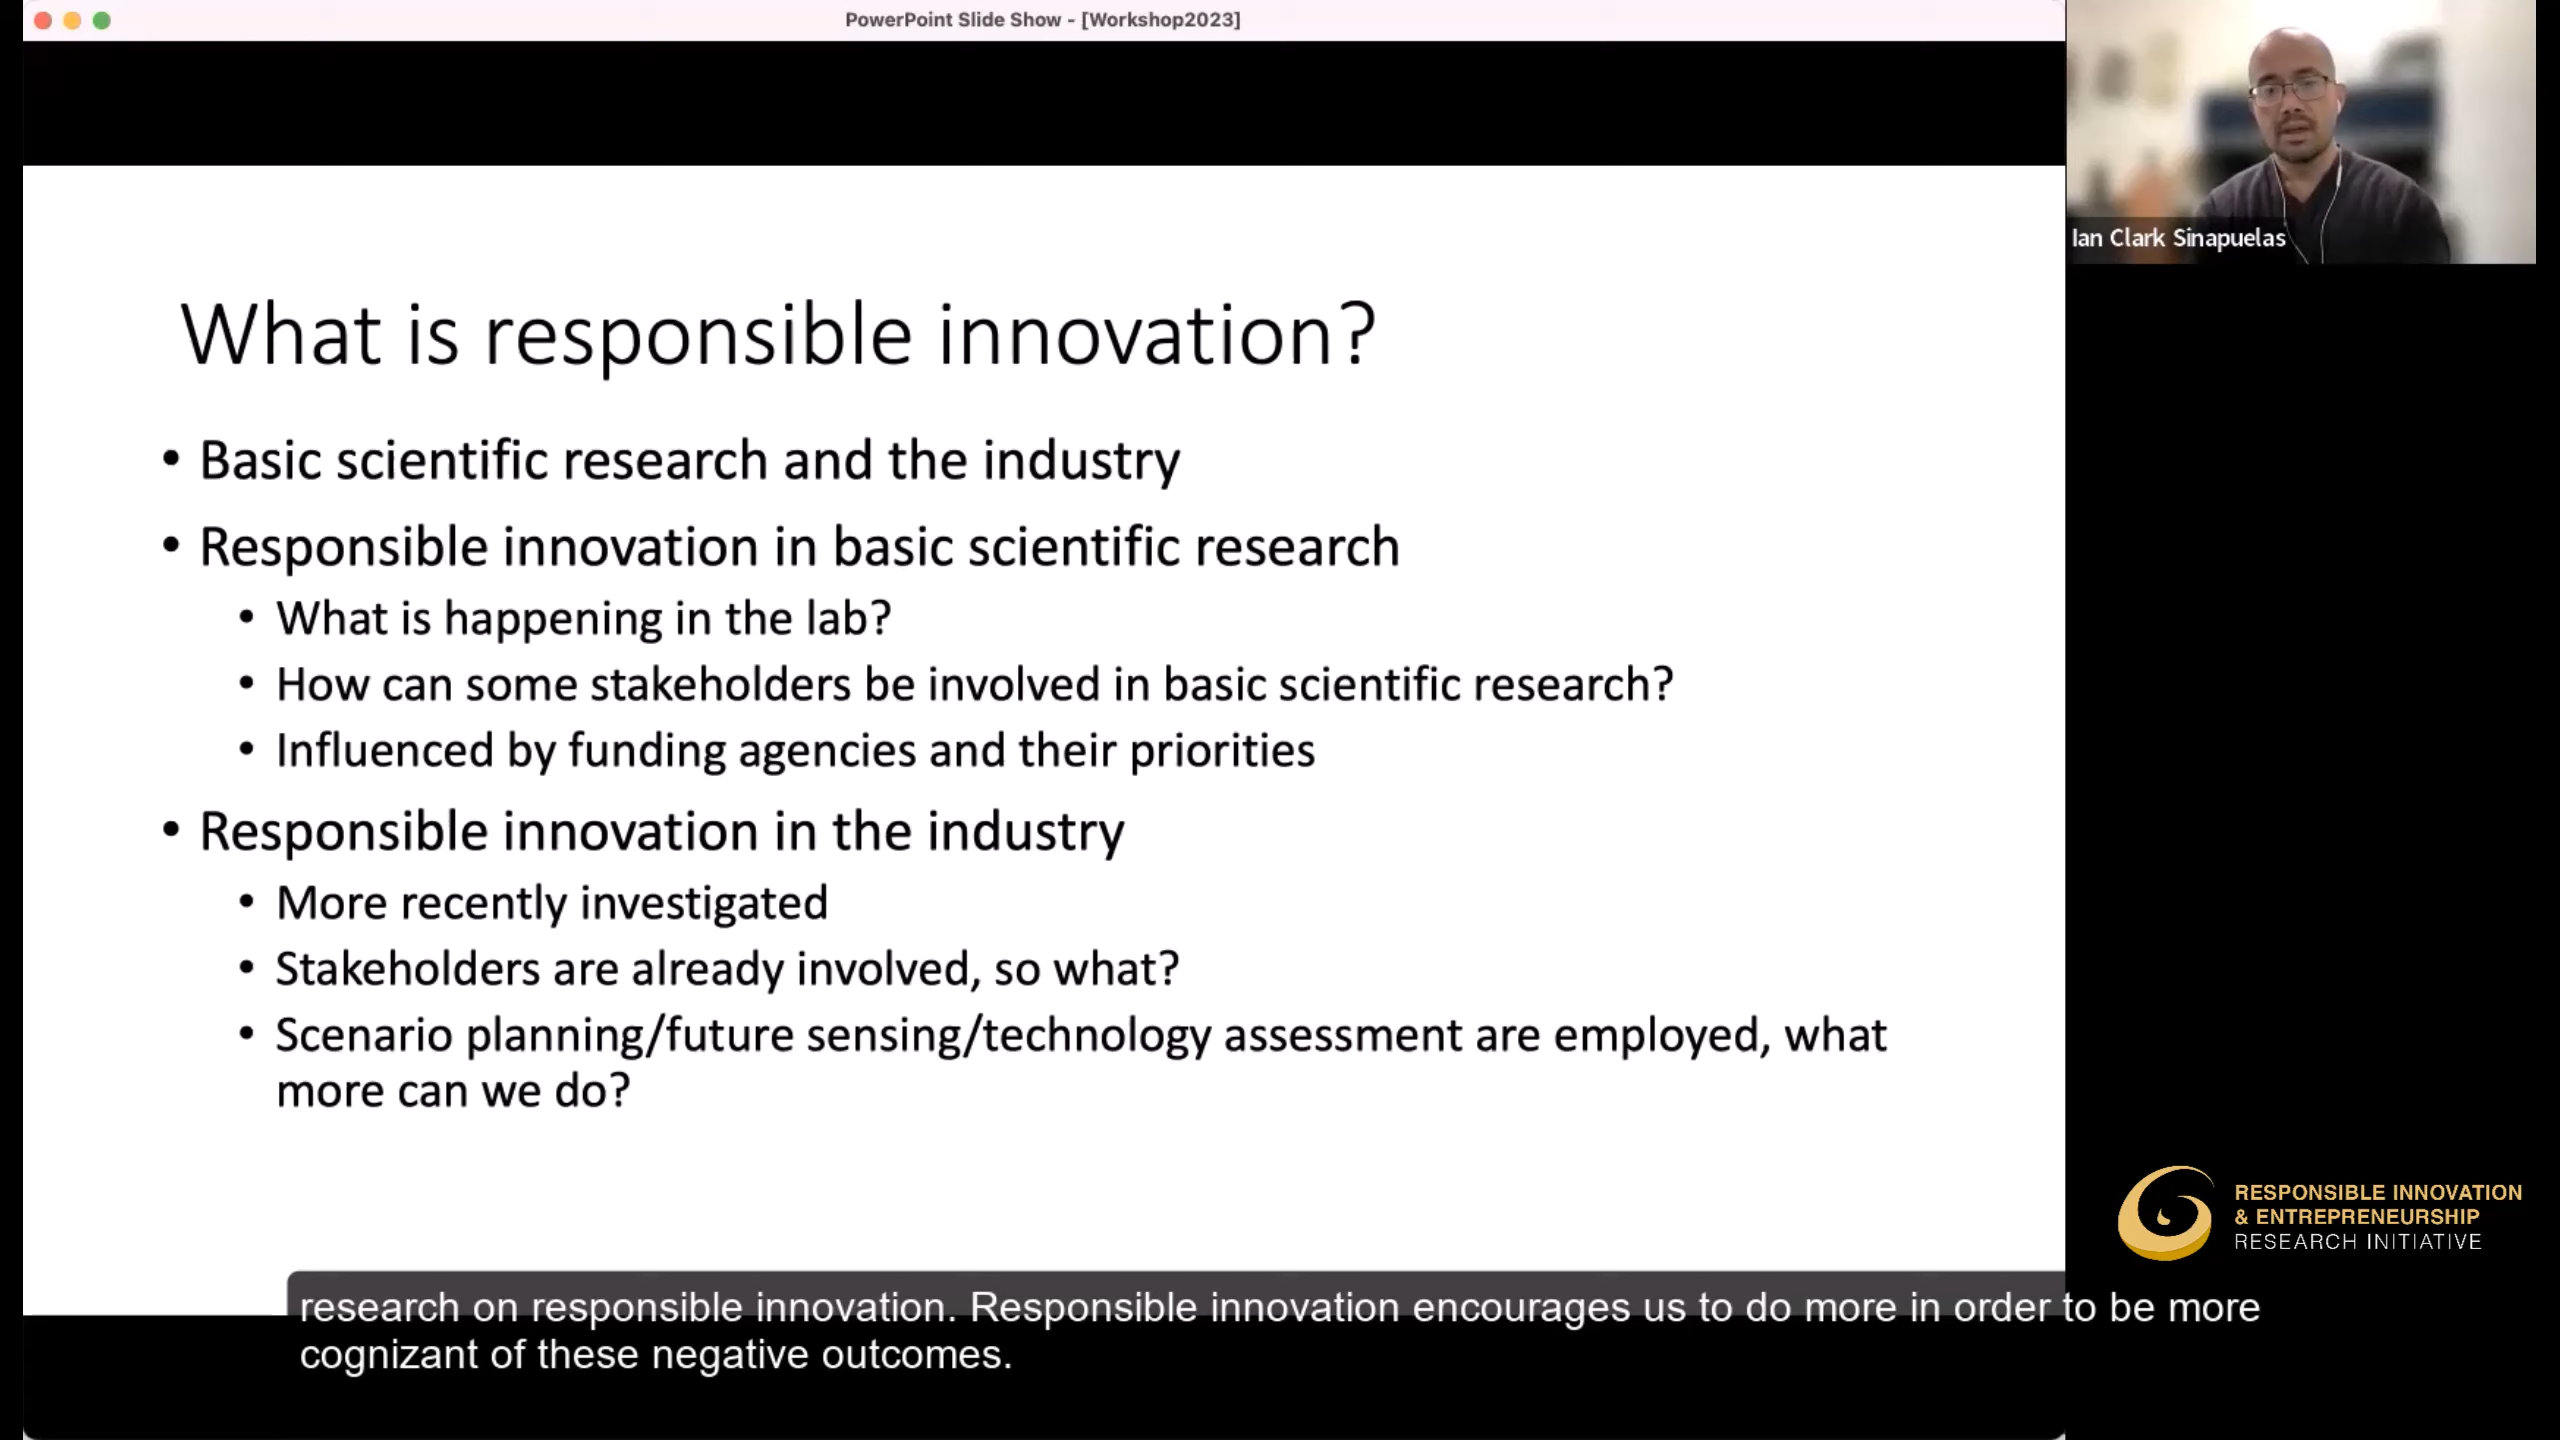 PowerPoint Slide Show - [Workshop2023]
Ian Clark Sinapuelas
What is responsible innovation?
• Basic scientific research and the industry
• Responsible innovation in basic scientific research
• What is happening in the lab?
• How can some stakeholders be involved in basic scientific research?
• Influenced by funding agencies and their priorities
• Responsible innovation in the industry
• More recently investigated
• Stakeholders are already involved, so what?
• Scenario planning/future sensing/technology assessment are employed, what
more can we do?
RESPONSIBLE INNOVATION
& ENTREPRENEURSHIP
RESEARCH INITIATIVE
research on responsible innovation. Responsible innovation encourages us to do more in order to be more
cognizant of these negative outcomes.